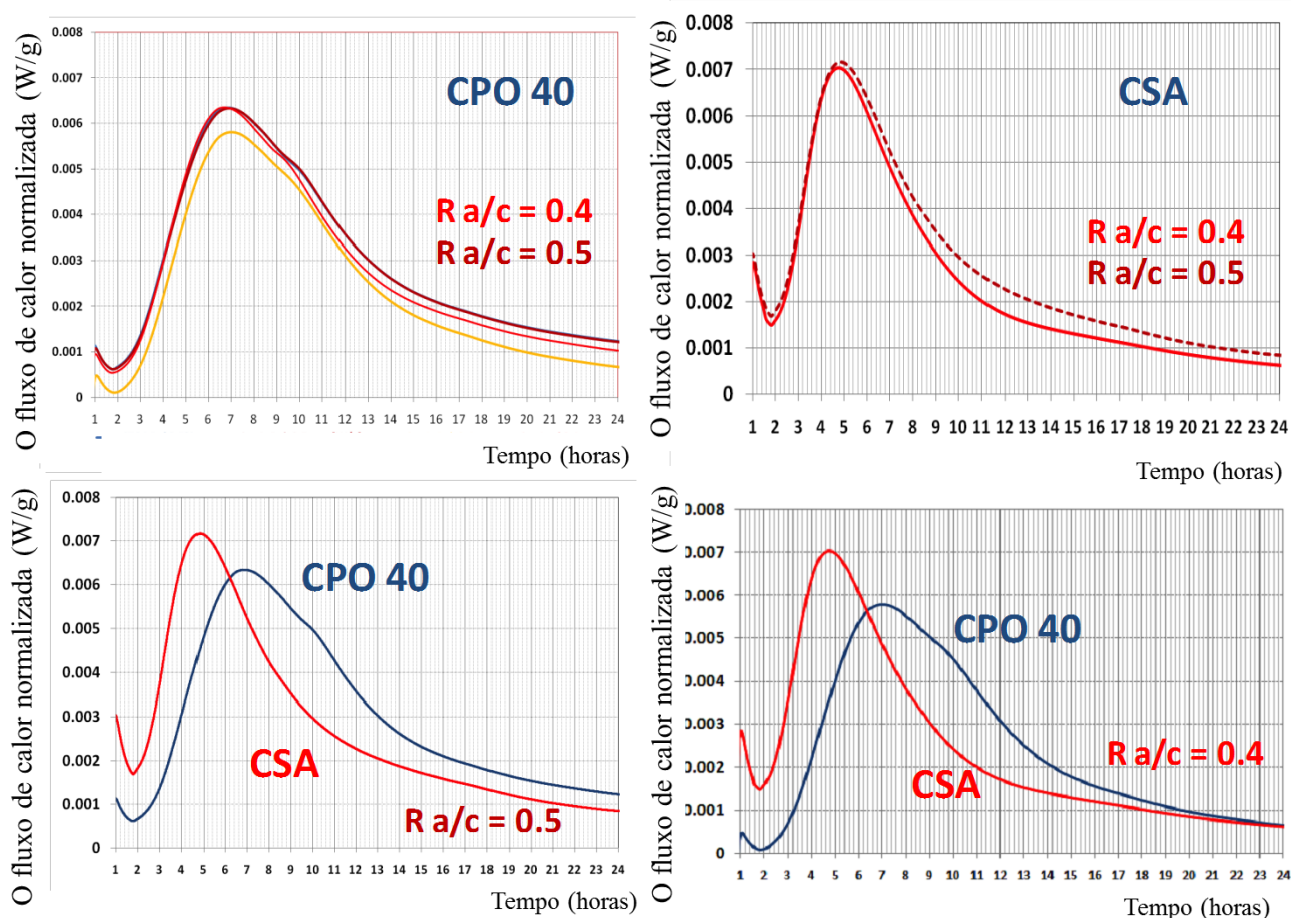 O fluxo de calor normalizada (W/g)
0.008
0.007
0.006
0.005
0.004
0.003
0.002
0.001
0
CPO 40
R a/c = 0.4
R a/c = 0.5
1 2 3 4 5 6 7 8 9 10 11 12 13 14 15 16 17 18 19 20 21 22 23 24
Tempo (horas)
O fluxo de calor normalizada (W/g)
0.008
0.007
0.006
0.005
0.004
0.003
0.002
0.001
0
CSA
R a/c = 0.4
R a/c = 0.5
1 2 3 4 5 6 7 8 9 10 11 12 13 14 15 16 17 18 19 20 21 22 23 24
Tempo (horas)
O fluxo de calor normalizada (W/g)
0.008
0.007
0.006
0.005
0.004
0.003
0.002
0.001
0
CPO 40
CSA
R a/c = 0.5
1 2 3 4 5 6 7 8 9 10 11 12 13 14 15 16 17 18 19 20 21 22 23 24
Tempo (horas)
O fluxo de calor normalizada (W/g)
0.008
0.007
0.006
0.005
0.004
0.003
0.002
0.001
0
CPO 40
R a/c = 0.4
CSA
1 2 3 4 5 6 7 8 9 10 11 12 13 14 15 16 17 18 19 20 21 22 23 24
Tempo (horas)